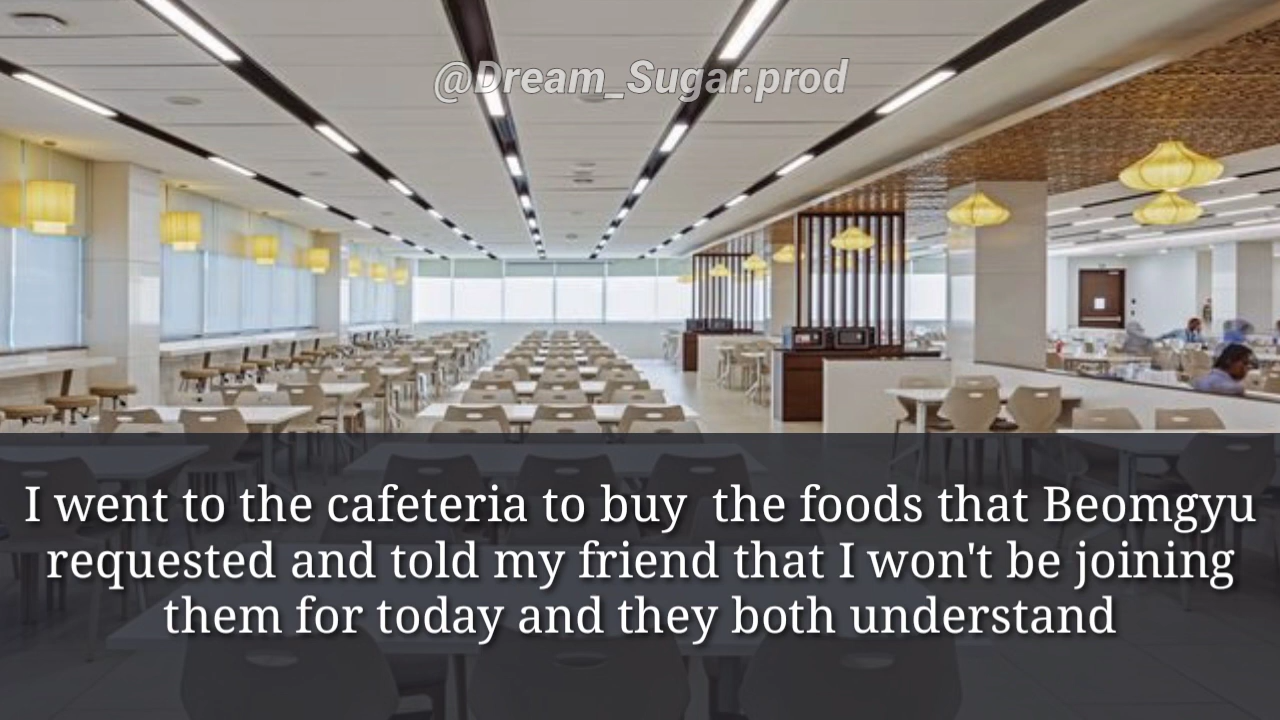 @Dream_Sugar.prod
I went to the cafeteria to buy  the foods that Beomgyu
requested and told my friend that I won't be joining
them for today and they both understand